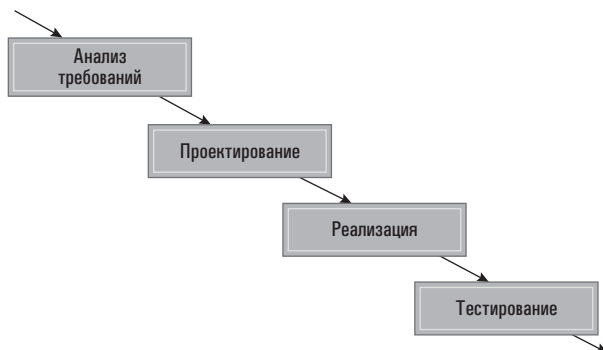 Анализ
требований
Проектирование
Реализация
Тестирование